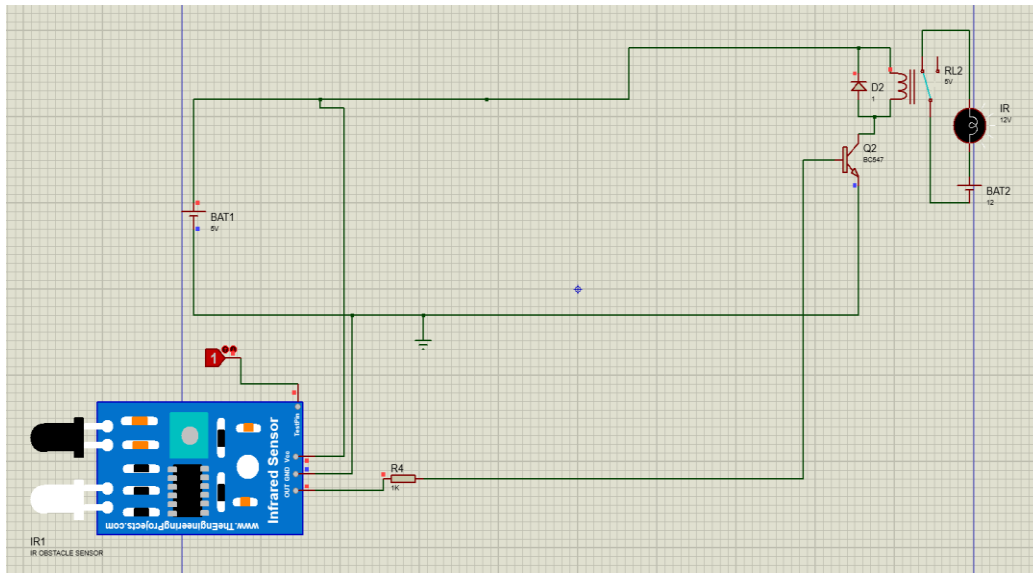 D2
1
RL2
5V
IR
12V
Q2
BC547
BAT2
12
BAT1
5V
1
TestPin
Infrared Sensor
OUT GND Vcc
www.TheEngineeringProjects.com
R4
1K
IR1
IR OBSTACLE SENSOR